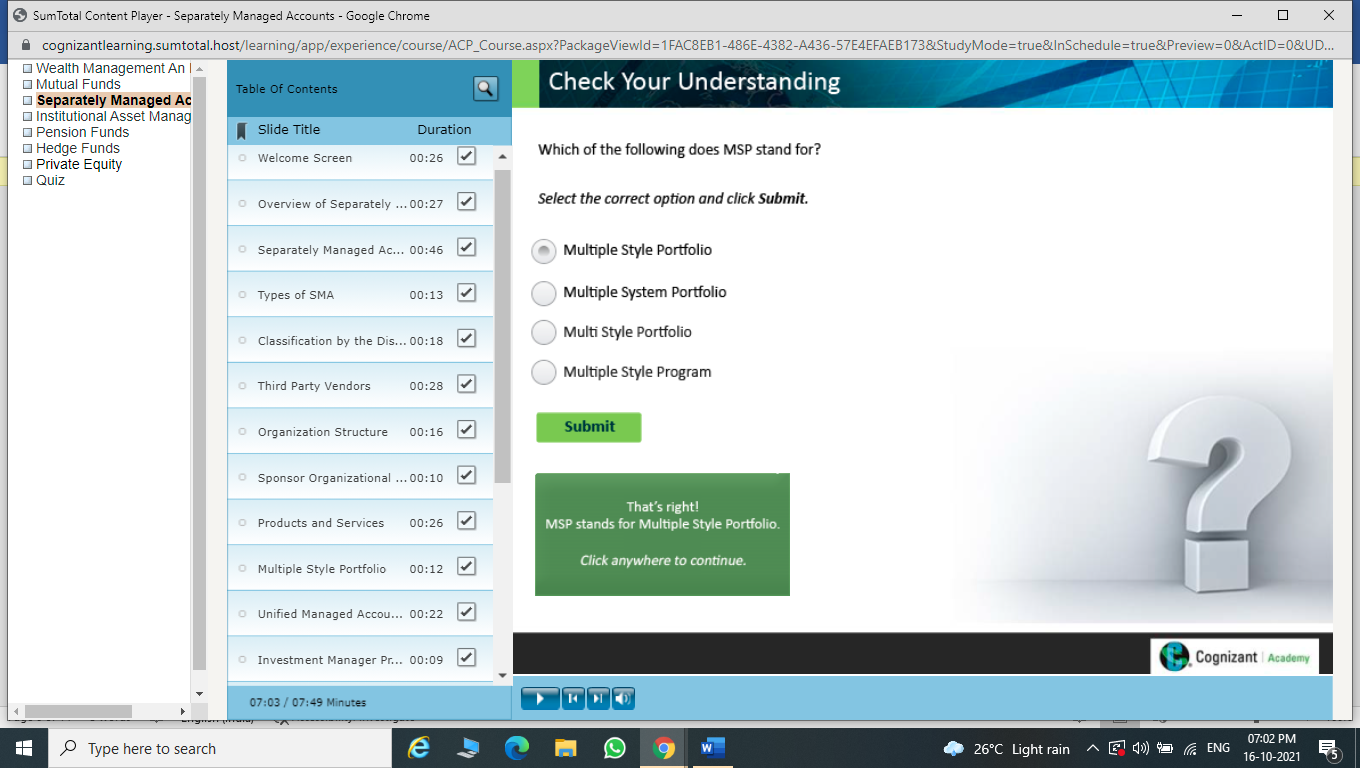 SumTotal Content Player - Separately Managed Accounts - Google Chrome
cognizantlearning.sumtotal.host/learning/app/experience/course/ACP_Course.aspx?PackageViewId=1FAC8EB1-486E-4382-A436-57E4EFAEB173&StudyMode=true&InSchedule=true&Preview=0&ActID=0&UD...
Wealth Management An I
Mutual Funds
Separately Managed Ac
Institutional Asset Manag
Pension Funds
Hedge Funds
Private Equity
Quiz
Table Of Contents
Slide Title Duration
Welcome Screen 00:26
Overview of Separately ... 00:27
Separately Managed Ac... 00:46
Types of SMA 00:13
Classification by the Dis... 00:18
Third Party Vendors 00:28
Organization Structure 00:16
Sponsor Organizational ... 00:10
Products and Services 00:26
Multiple Style Portfolio 00:12
Unified Managed Accou... 00:22
Investment Manager Pr... 00:09
07:03 / 07:49 Minutes
Check Your Understanding
Which of the following does MSP stand for?
Select the correct option and click Submit.
Multiple Style Portfolio
Multiple System Portfolio
Multi Style Portfolio
Multiple Style Program
Submit
That's right!
MSP stands for Multiple Style Portfolio.
Click anywhere to continue.
Cognizant | Academy
Type here to search
26°C Light rain
ENG
07:02 PM
16-10-2021
5